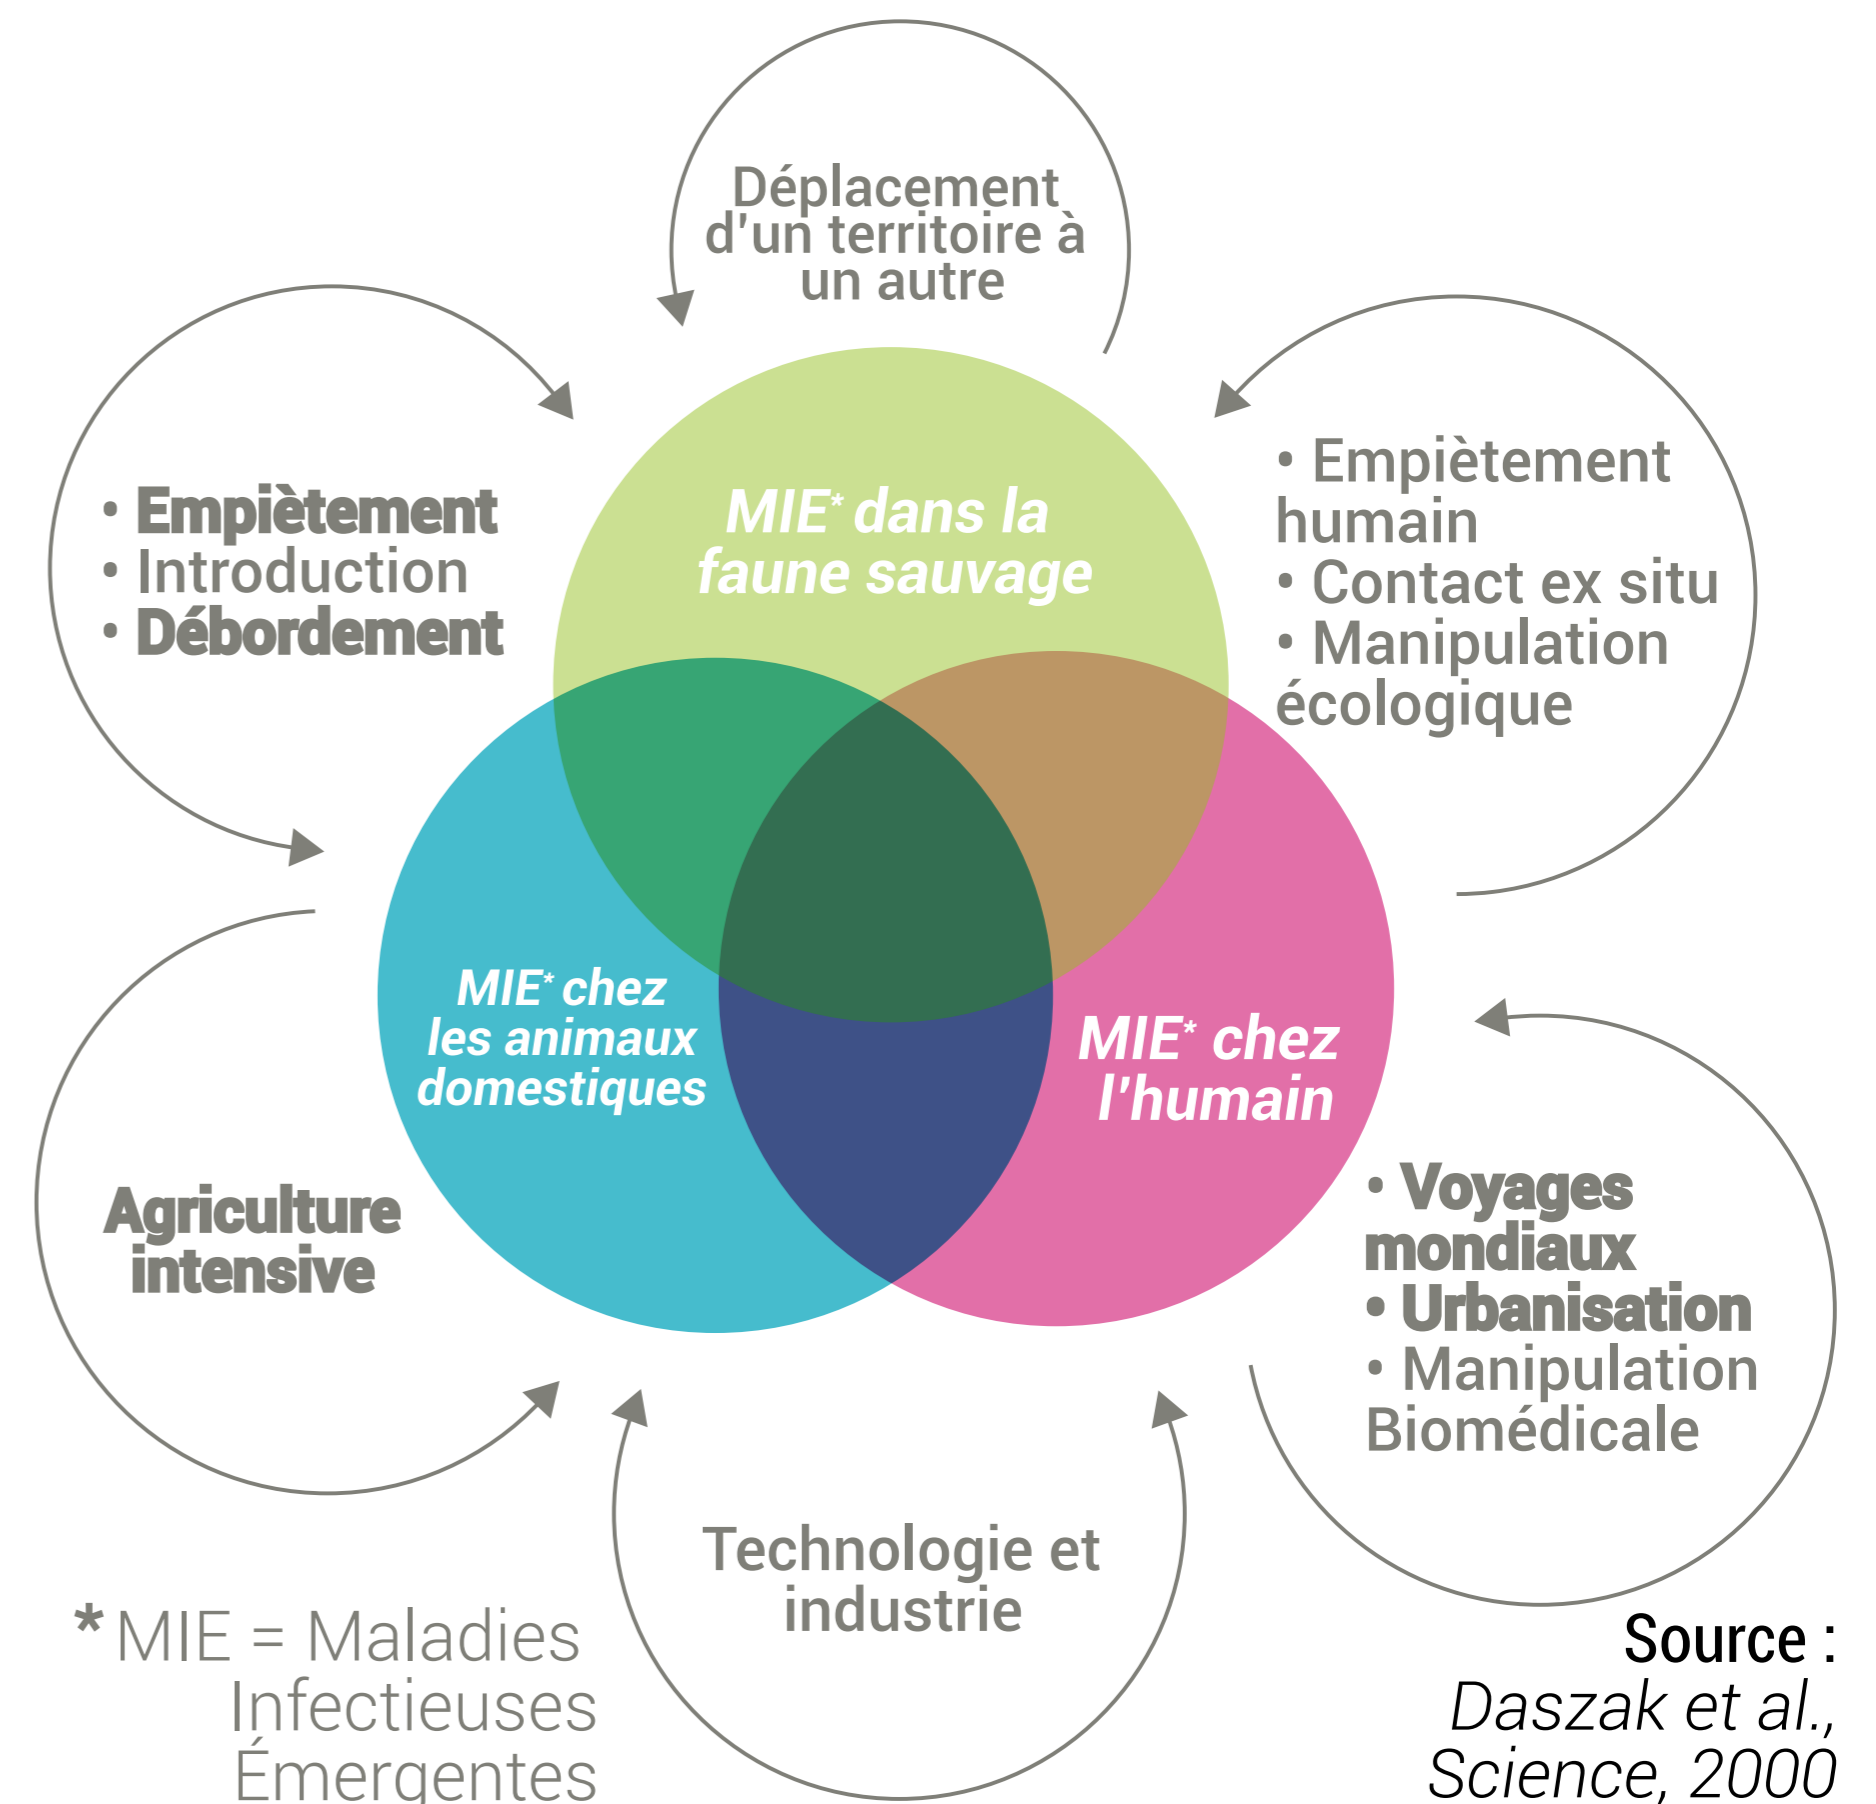 Déplacement
d'un territoire à
un autre
• Empiètement
• Introduction
• Débordement
• Empiètement
humain
• Contact ex situ
• Manipulation
écologique
MIE* dans la
faune sauvage
MIE* chez
les animaux
domestiques
MIE* chez
l'humain
Agriculture
intensive
• Voyages
mondiaux
• Urbanisation
• Manipulation
Biomédicale
Technologie et
industrie
* MIE = Maladies
Infectieuses
Émergentes
Source :
Daszak et al.,
Science, 2000